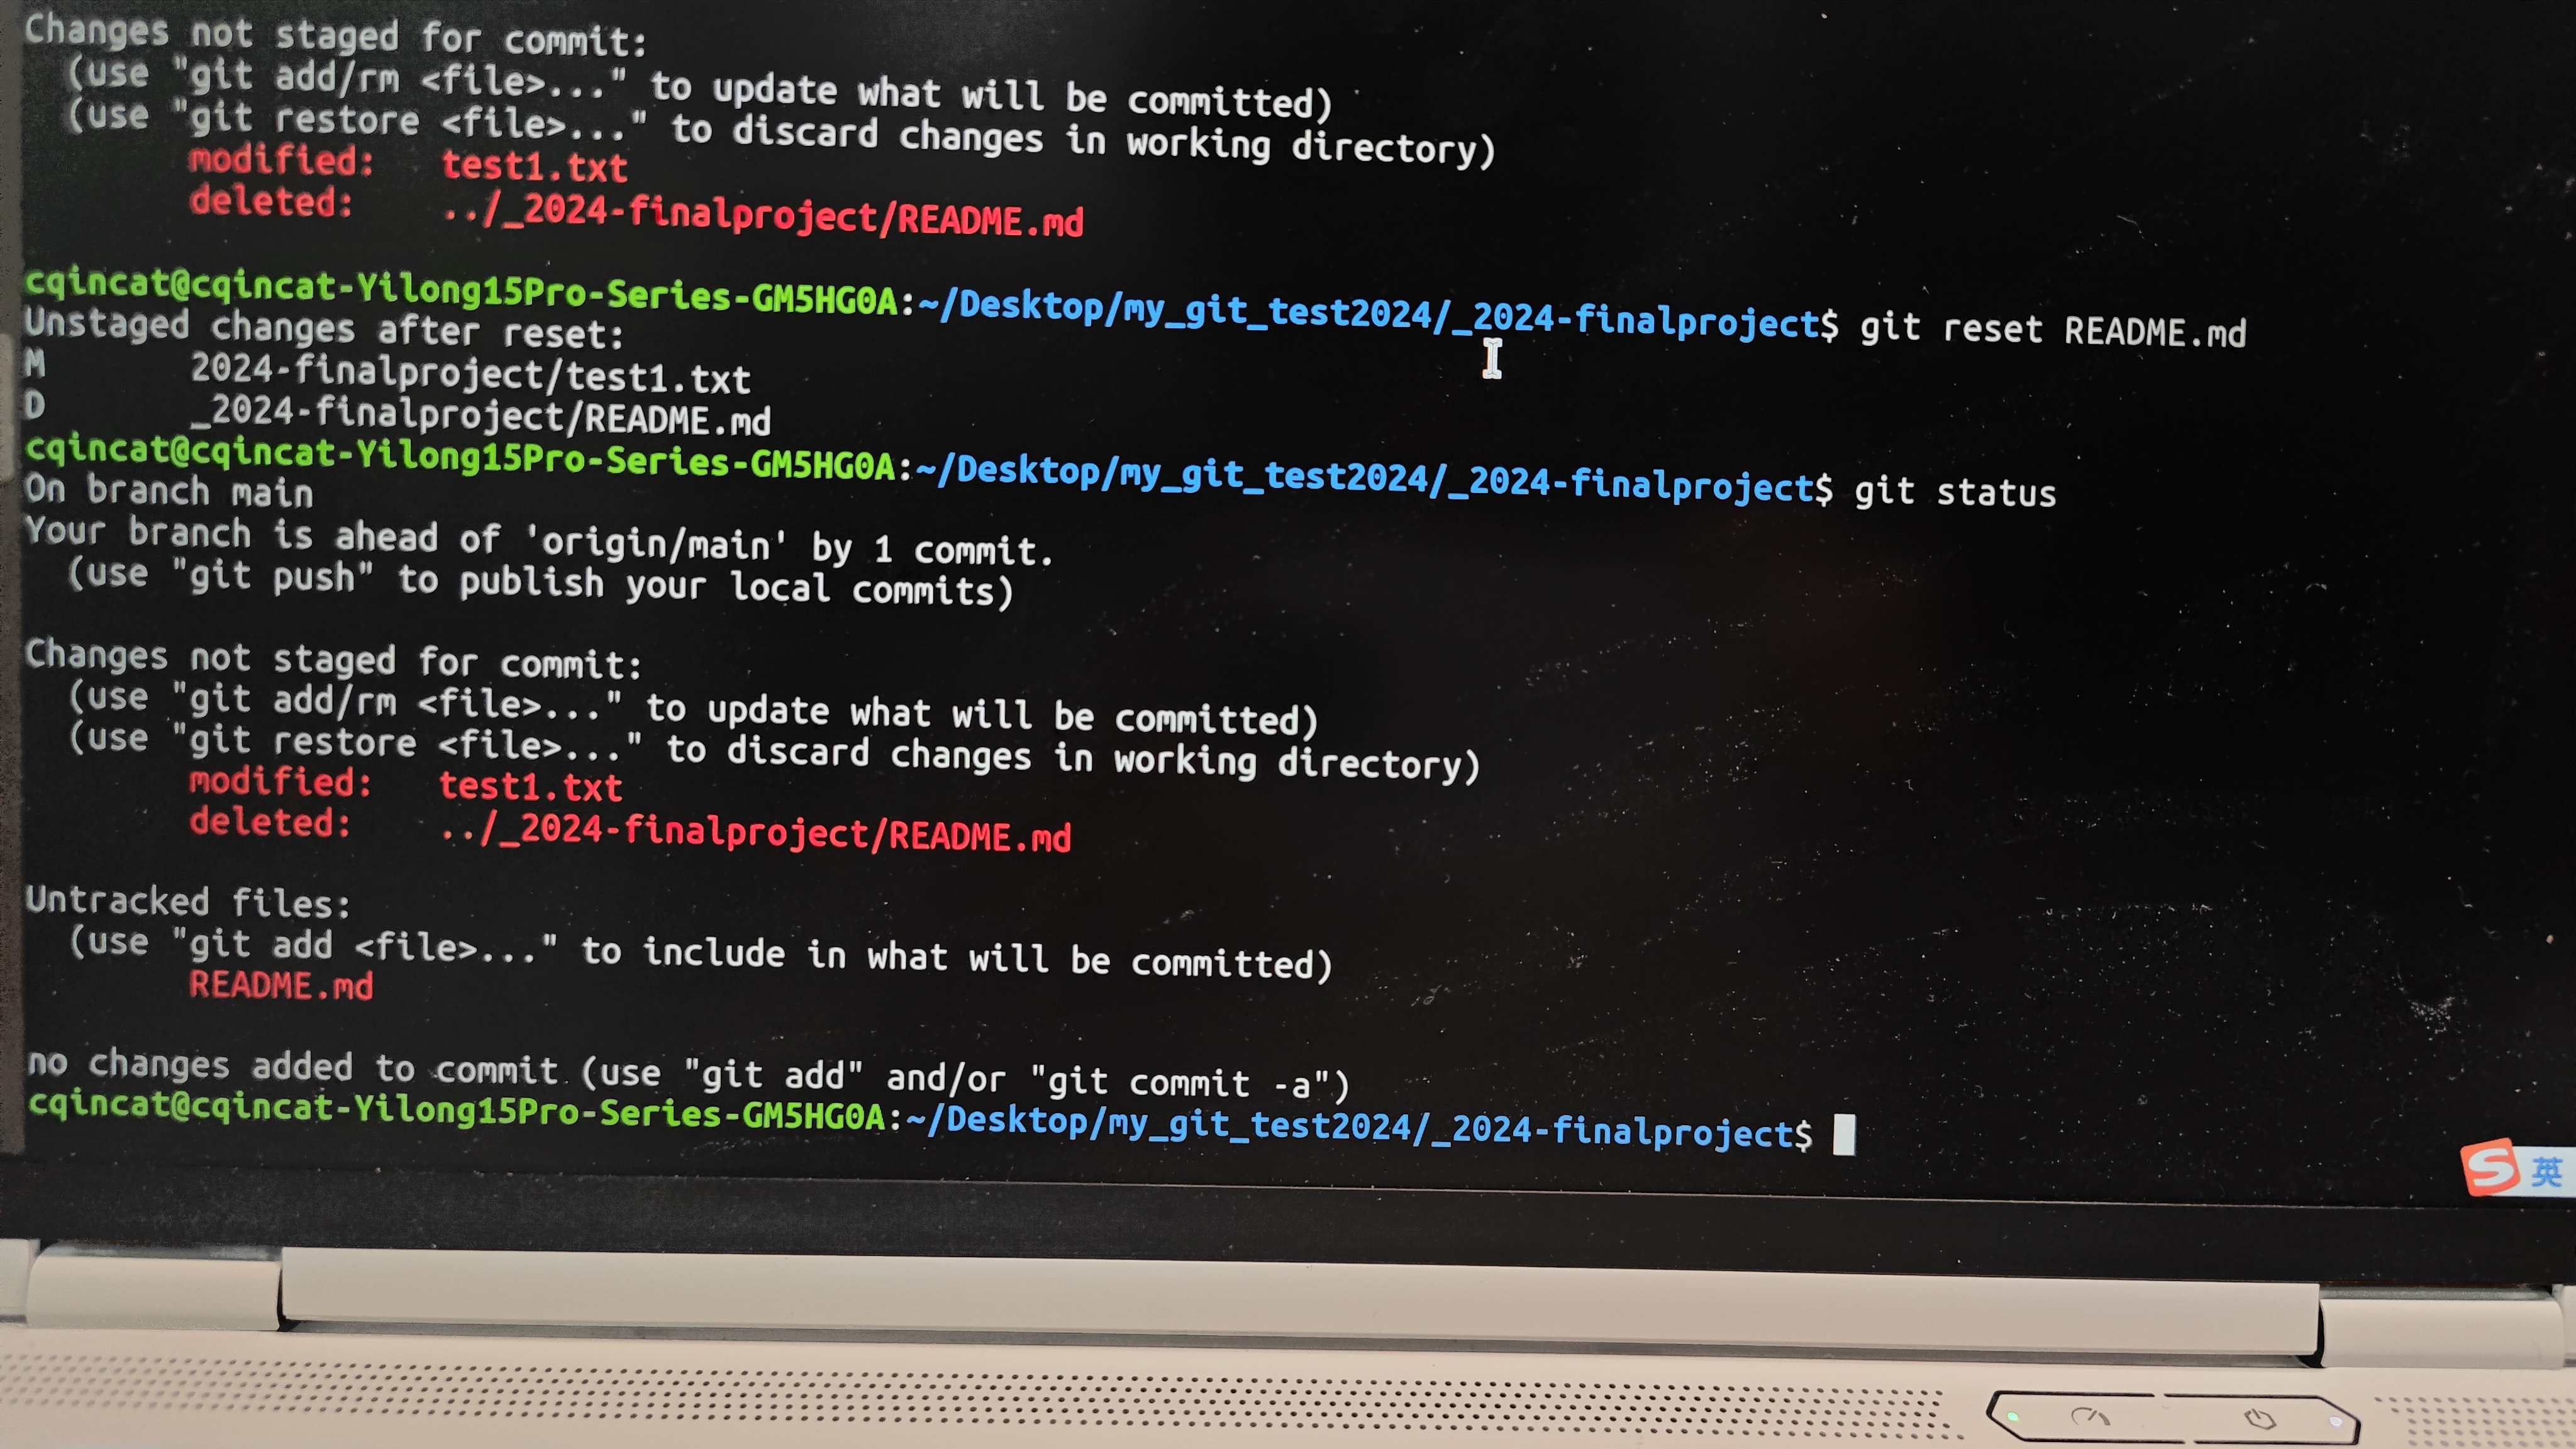 Changes not staged for commit:
  (use "git add/rm <file>..." to update what will be committed)
  (use "git restore <file>..." to discard changes in working directory)
        modified:   test1.txt
        deleted:    ../_2024-finalproject/README.md

cqincat@cqincat-Yilong15Pro-Series-GM5HG0A:~/Desktop/my_git_test2024/_2024-finalproject$ git reset README.md
Unstaged changes after reset:
M       2024-finalproject/test1.txt
D       _2024-finalproject/README.md
cqincat@cqincat-Yilong15Pro-Series-GM5HG0A:~/Desktop/my_git_test2024/_2024-finalproject$ git status
On branch main
Your branch is ahead of 'origin/main' by 1 commit.
  (use "git push" to publish your local commits)

Changes not staged for commit:
  (use "git add/rm <file>..." to update what will be committed)
  (use "git restore <file>..." to discard changes in working directory)
        modified:   test1.txt
        deleted:    ../_2024-finalproject/README.md

Untracked files:
  (use "git add <file>..." to include in what will be committed)
        README.md

no changes added to commit (use "git add" and/or "git commit -a")
cqincat@cqincat-Yilong15Pro-Series-GM5HG0A:~/Desktop/my_git_test2024/_2024-finalproject$
S 英